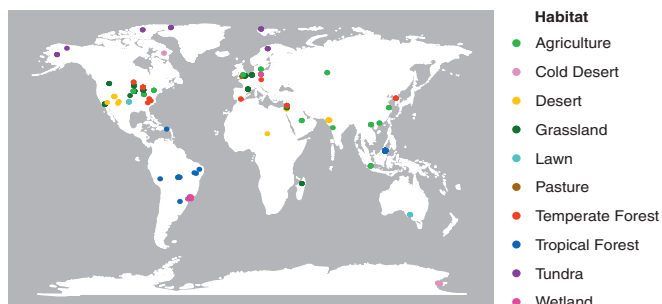 Habitat
Agriculture
Cold Desert
Desert
Grassland
Lawn
Pasture
Temperate Forest
Tropical Forest
Tundra
Wetland